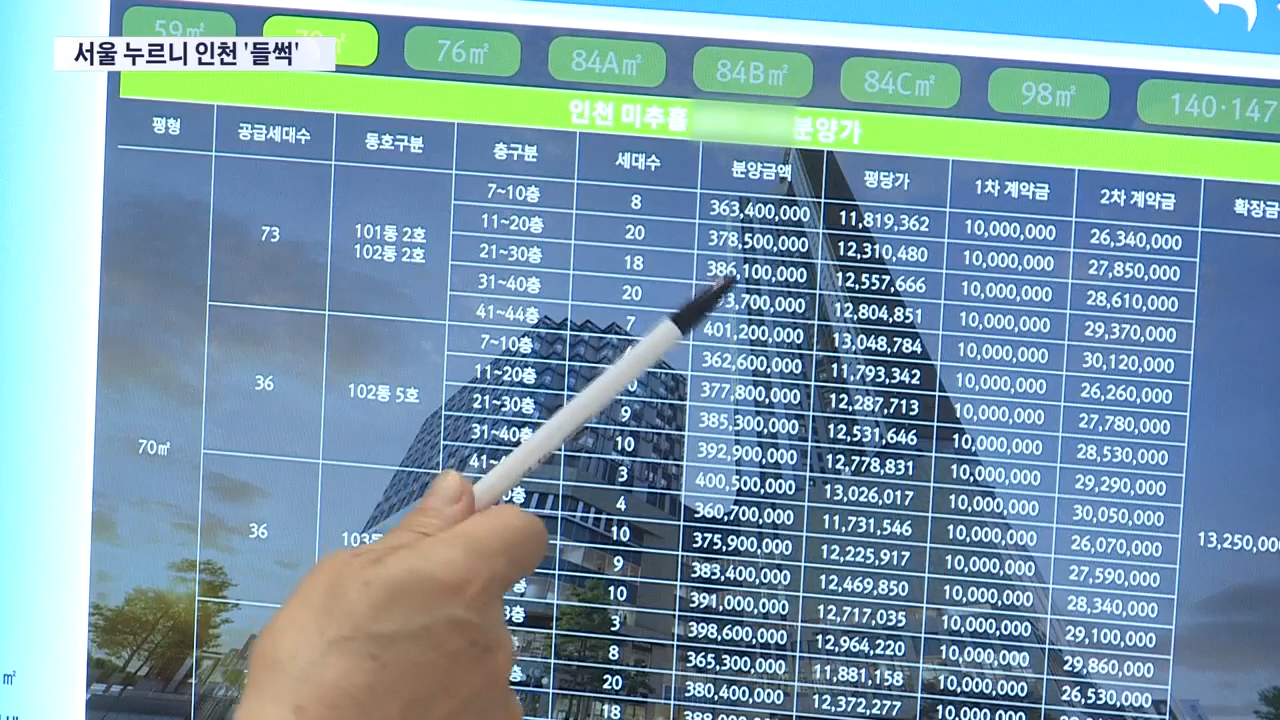 서울 누르니 인천 '들썩'
59㎡ 76㎡ 84A㎡ 84B㎡ 84C㎡ 98㎡ 140·147
인천 미추홀 분양가
평형 공급세대수 동호구분 층구분 세대수 분양금액 평당가 1차 계약금 2차 계약금 확장금
7~10층 8 363,400,000 11,819,362 10,000,000 26,340,000
73 101동 2호 11~20층 20 378,500,000 12,310,480 10,000,000 27,850,000
102동 2호 21~30층 18 386,100,000 12,557,666 10,000,000 28,610,000
31~40층 20 93,700,000 12,804,851 10,000,000 29,370,000
41~44층 7 401,200,000 13,048,784 10,000,000 30,120,000
7~10층 362,600,000 11,793,342 10,000,000 26,260,000
11~20층 377,800,000 12,287,713 10,000,000 27,780,000
36 102동 5호 21~30층 9 385,300,000 12,531,646 10,000,000 28,530,000
31~40층 10 392,900,000 12,778,831 10,000,000 29,290,000
70㎡ 41~ 3 400,500,000 13,026,017 10,000,000 30,050,000
4 360,700,000 11,731,546 10,000,000 26,070,000 13,250,00
36 103동 10 375,900,000 12,225,917 10,000,000 27,590,000
9 383,400,000 12,469,850 10,000,000 28,340,000
10 391,000,000 12,717,035 10,000,000 29,100,000
3 398,600,000 12,964,220 10,000,000 29,860,000
8 365,300,000 11,881,158 10,000,000 26,530,000
층 20 380,400,000 12,372,277 10,000,000
18
㎡